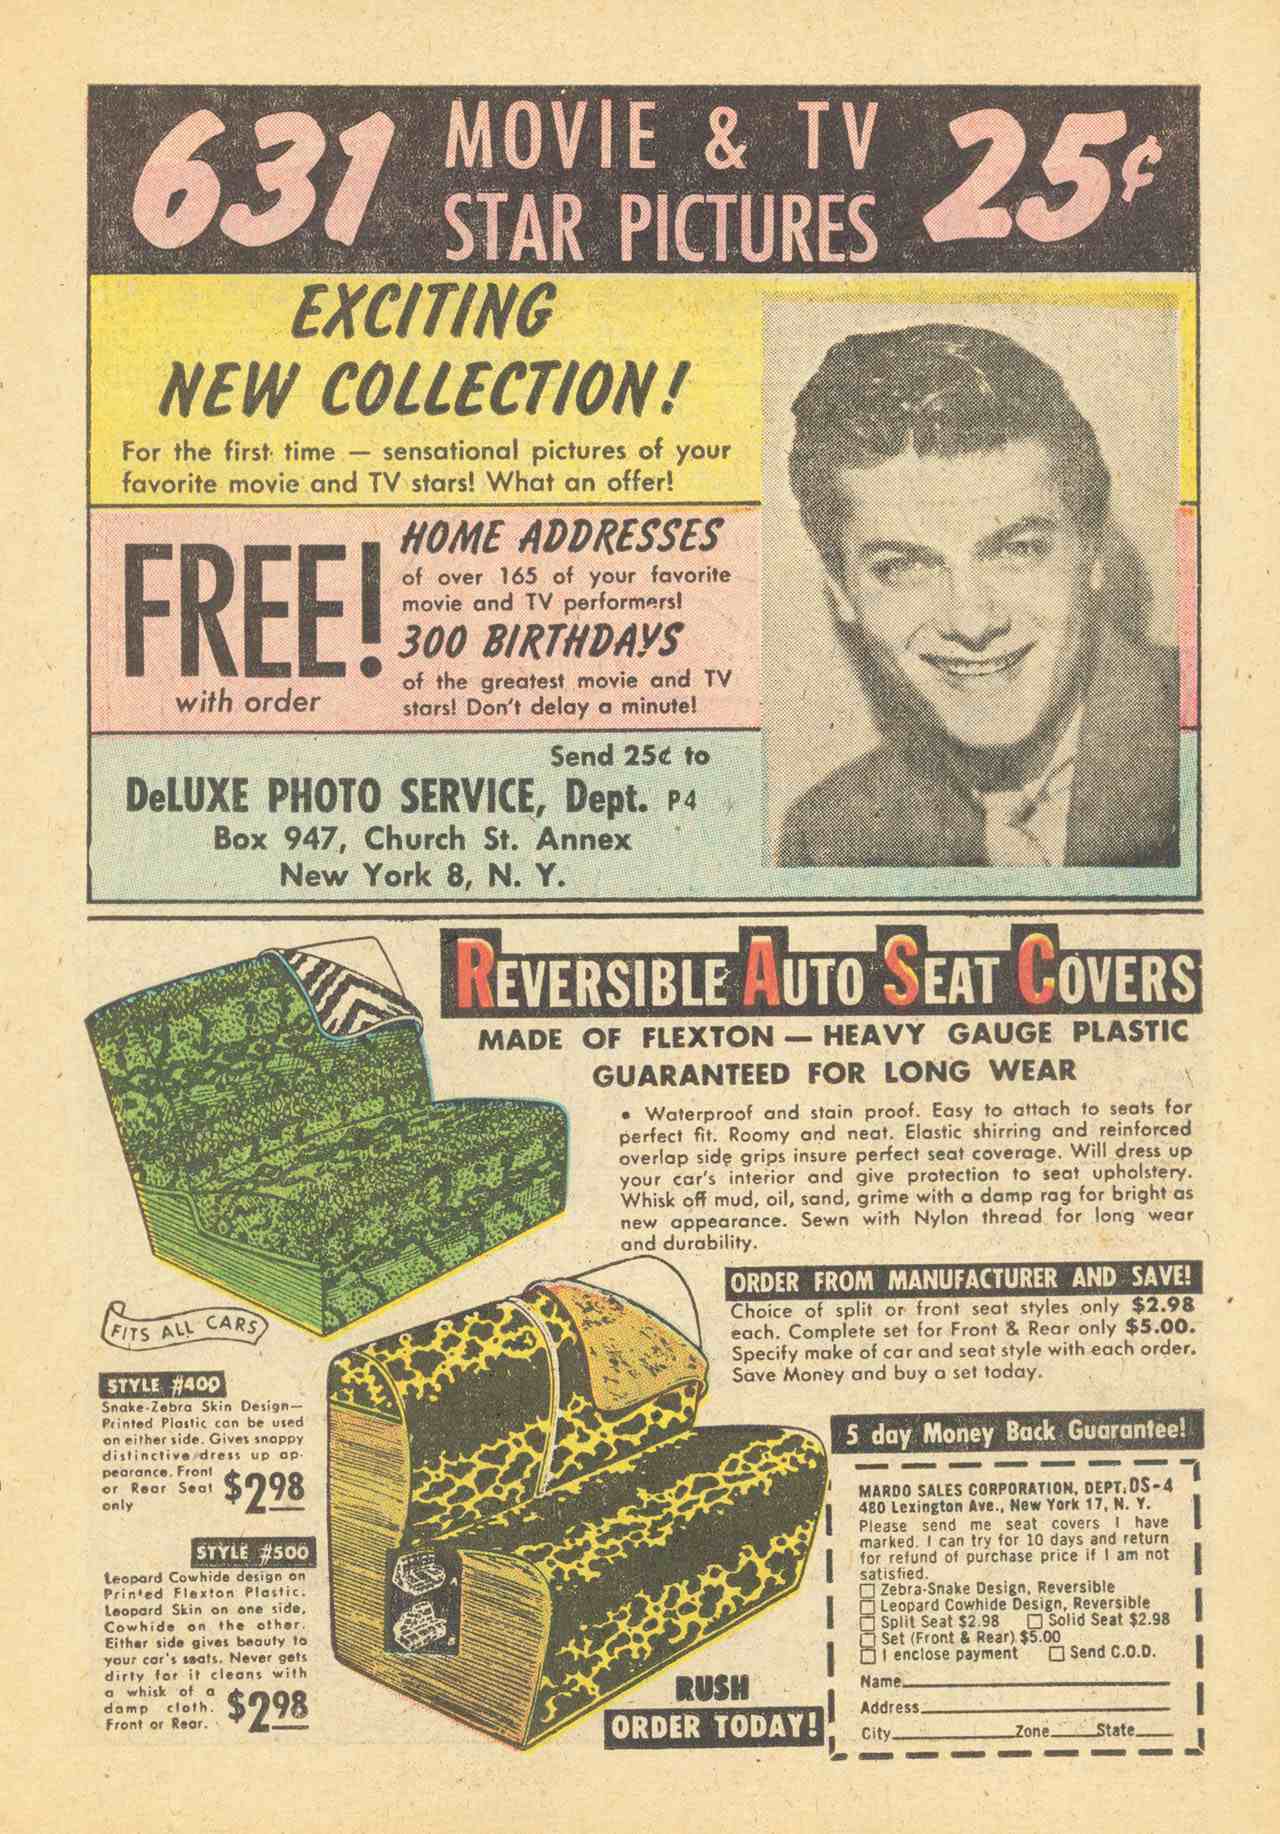 631
MOVIE & TV
STAR PICTURES
25¢
EXCITING
NEW COLLECTION!
For the first time — sensational pictures of your
favorite movie and TV stars! What an offer!
FREE!
with order
HOME ADDRESSES
of over 165 of your favorite
movie and TV performers!
300 BIRTHDAYS
of the greatest movie and TV
stars! Don't delay a minute!
Send 25¢ to
DeLUXE PHOTO SERVICE, Dept. P4
Box 947, Church St. Annex
New York 8, N. Y.
REVERSIBLE AUTO SEAT COVERS
MADE OF FLEXTON — HEAVY GAUGE PLASTIC
GUARANTEED FOR LONG WEAR
• Waterproof and stain proof. Easy to attach to seats for
perfect fit. Roomy and neat. Elastic shirring and reinforced
overlap side grips insure perfect seat coverage. Will dress up
your car's interior and give protection to seat upholstery.
Whisk off mud, oil, sand, grime with a damp rag for bright as
new appearance. Sewn with Nylon thread for long wear
and durability.
ORDER FROM MANUFACTURER AND SAVE!
Choice of split or front seat styles only $2.98
each. Complete set for Front & Rear only $5.00.
Specify make of car and seat style with each order.
Save Money and buy a set today.
FITS ALL CARS
STYLE #400
Snake-Zebra Skin Design—
Printed Plastic can be used
on either side. Gives snappy
distinctive dress up ap-
pearance. Front
or Rear Seat
only
$2.98
STYLE #500
Leopard Cowhide design on
Printed Flexton Plastic.
Leopard Skin on one side,
Cowhide on the other.
Either side gives beauty to
your car's seats. Never gets
dirty for it cleans with
a whisk of a
damp cloth.
Front or Rear.
$2.98
A
B
RUSH
ORDER TODAY!
5 day Money Back Guarantee!
MARDO SALES CORPORATION, DEPT. DS-4
480 Lexington Ave., New York 17, N. Y.
Please send me seat covers I have
marked. I can try for 10 days and return
for refund of purchase price if I am not
satisfied.
☐ Zebra-Snake Design, Reversible
☐ Leopard Cowhide Design, Reversible
☐ Split Seat $2.98 ☐ Solid Seat $2.98
☐ Set (Front & Rear) $5.00
☐ I enclose payment ☐ Send C.O.D.
Name
Address
City Zone State